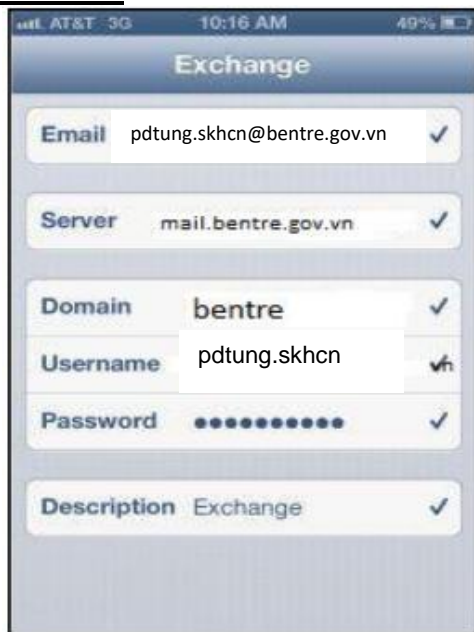 AT&T 3G 10:16 AM 49%
Exchange
Email pdtung.skhcn@bentre.gov.vn
Server mail.bentre.gov.vn
Domain bentre
Username pdtung.skhcn
Password ●●●●●●●●●●
Description Exchange